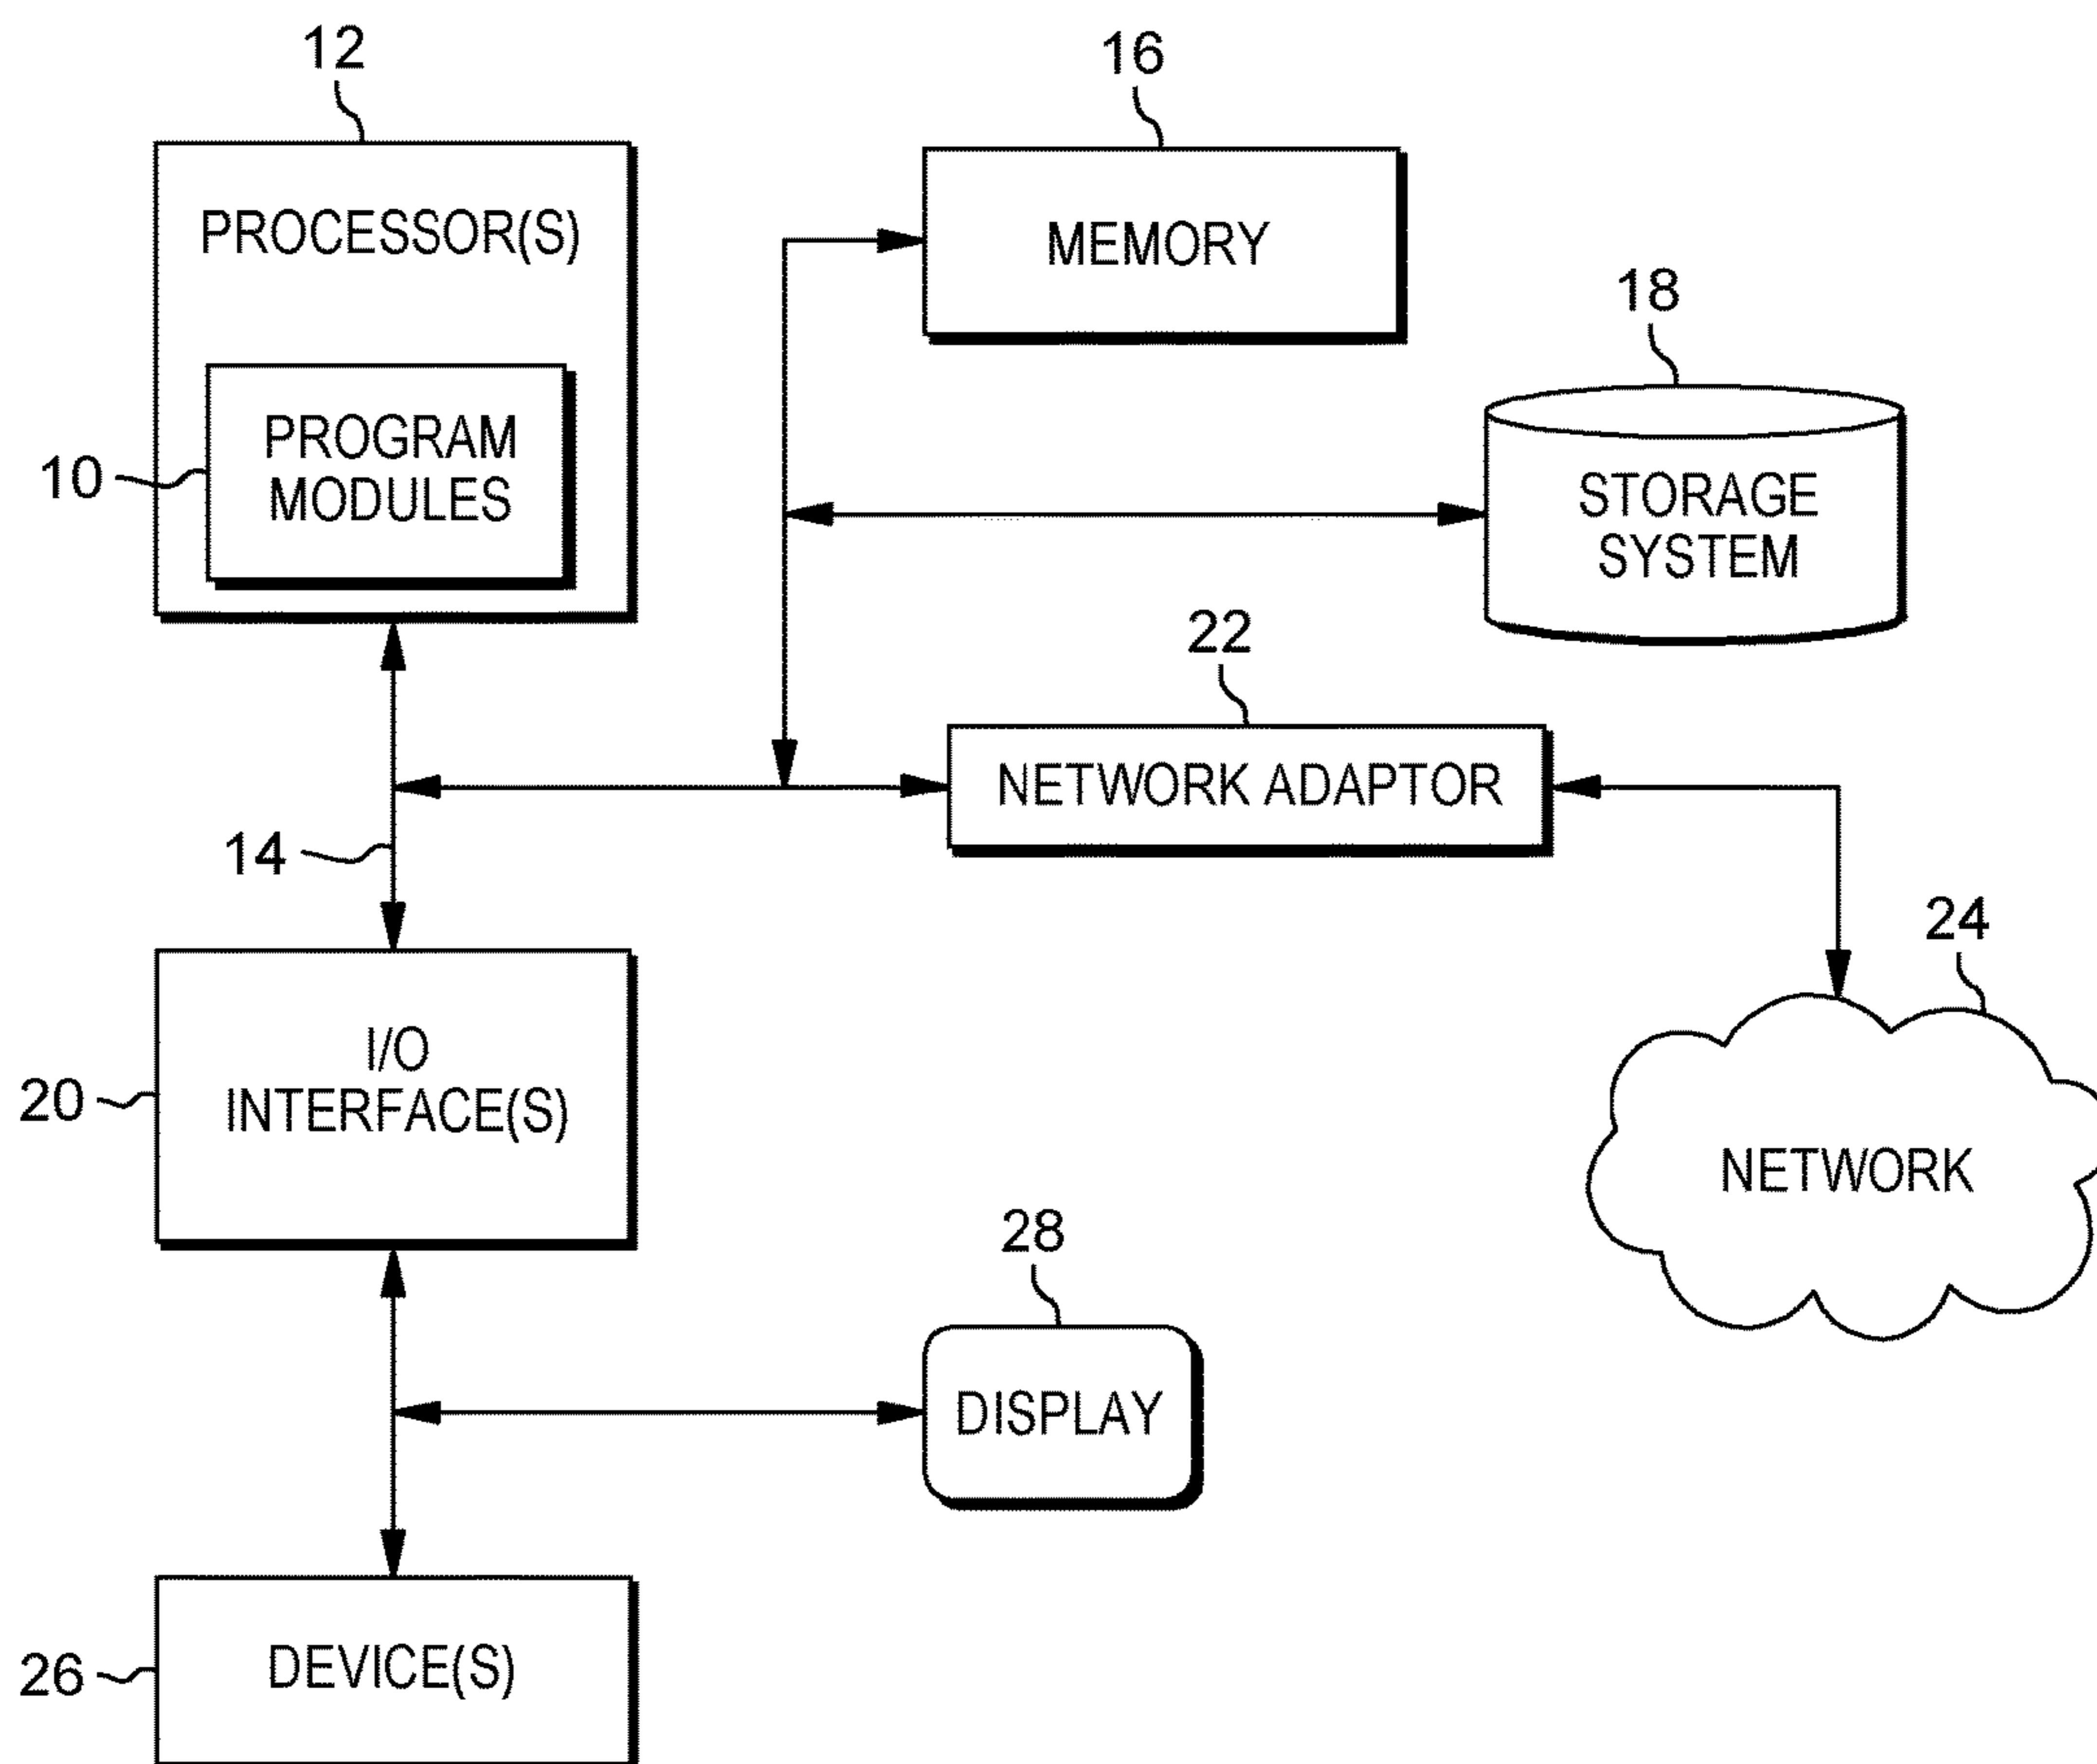 12
16
PROCESSOR(S)
MEMORY
18
PROGRAM
MODULES
10
STORAGE
SYSTEM
22
NETWORK ADAPTOR
14
24
I/O
INTERFACE(S)
20
NETWORK
28
DISPLAY
DEVICE(S)
26